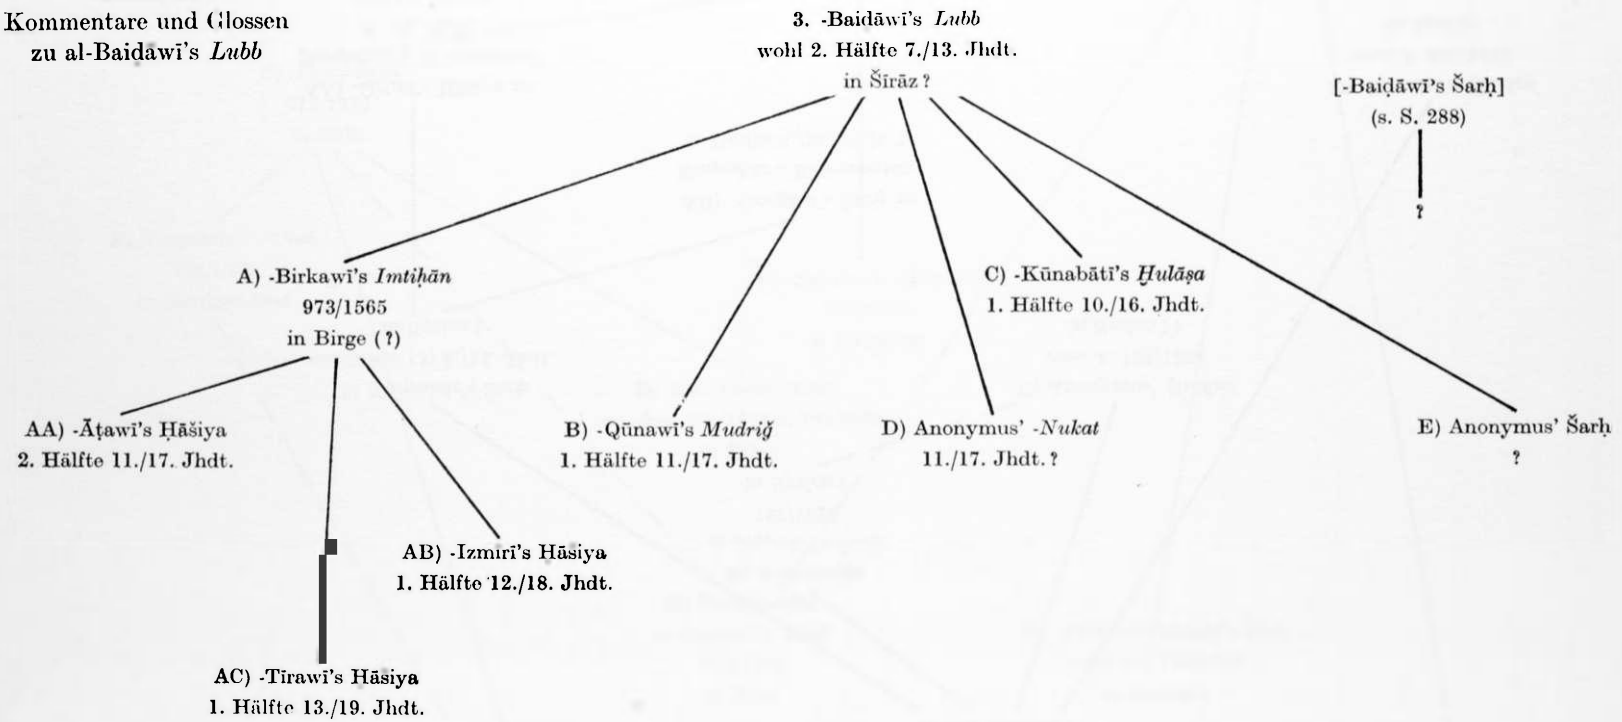 Kommentare und Glossen
zu al-Baiḍāwī's Lubb
3. -Baiḍāwī's Lubb
wohl 2. Hälfte 7./13. Jhdt.
in Šīrāz ?
[-Baiḍāwī's Šarḥ]
(s. S. 288)
?
A) -Birkawī's Imtiḥān
973/1565
in Birge (?)
C) -Kūnabātī's Ḫulāṣa
1. Hälfte 10./16. Jhdt.
AA) -Āṭawī's Ḥāšiya
2. Hälfte 11./17. Jhdt.
B) -Qūnawī's Mudriǧ
1. Hälfte 11./17. Jhdt.
D) Anonymus' -Nukat
11./17. Jhdt. ?
E) Anonymus' Šarḥ
?
AB) -Izmīrī's Ḥāšiya
1. Hälfte 12./18. Jhdt.
AC) -Tīrawī's Ḥāšiya
1. Hälfte 13./19. Jhdt.